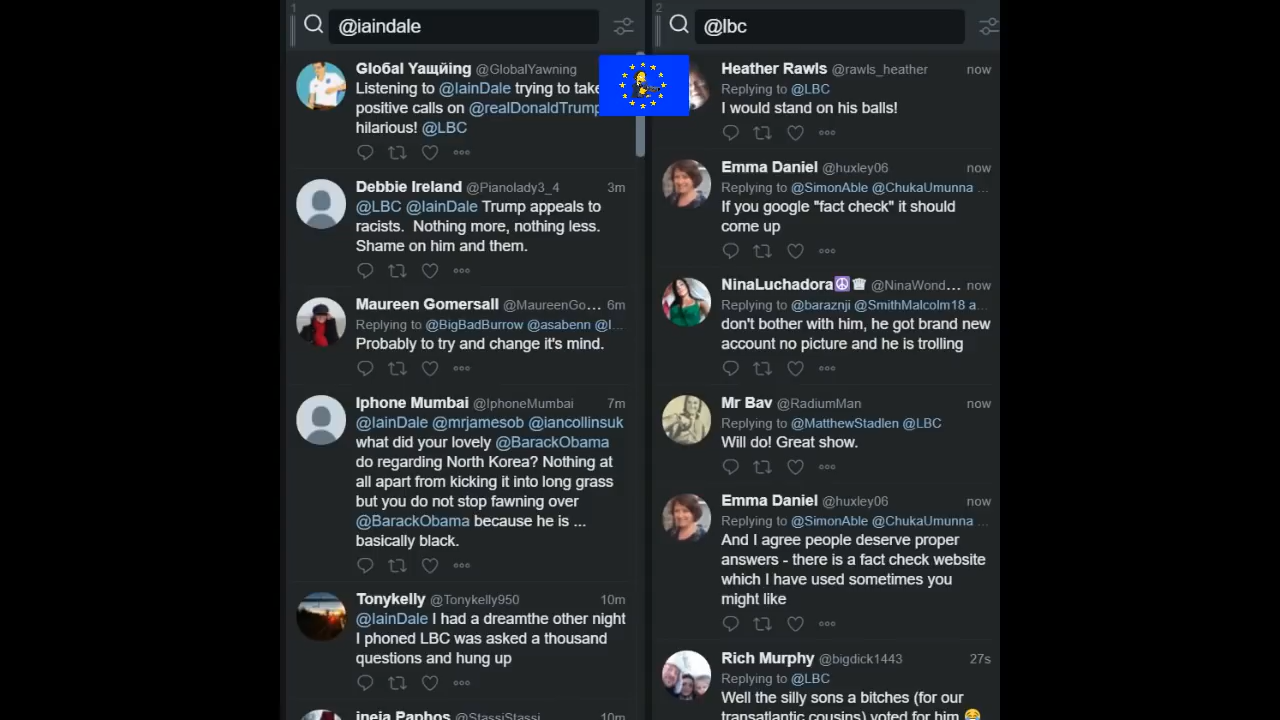 1
@iaindale
Gloбal Yaщйing @GlobalYawning
Listening to @IainDale trying to take
positive calls on @realDonaldTrump
hilarious! @LBC
Debbie Ireland @Pianolady3_4 3m
@LBC @IainDale Trump appeals to
racists. Nothing more, nothing less.
Shame on him and them.
Maureen Gomersall @MaureenGo... 6m
Replying to @BigBadBurrow @asabenn @I...
Probably to try and change it's mind.
Iphone Mumbai @IphoneMumbai 7m
@IainDale @mrjamesob @iancollinsuk
what did your lovely @BarackObama
do regarding North Korea? Nothing at
all apart from kicking it into long grass
but you do not stop fawning over
@BarackObama because he is ...
basically black.
Tonykelly @Tonykelly950 10m
@IainDale I had a dreamthe other night
I phoned LBC was asked a thousand
questions and hung up
ineja Paphos @StassiStassi 10m
2
@lbc
Heather Rawls @rawls_heather now
Replying to @LBC
I would stand on his balls!
Emma Daniel @huxley06 now
Replying to @SimonAble @ChukaUmunna ...
If you google "fact check" it should
come up
NinaLuchadora☮♕ @NinaWond... now
Replying to @baraznji @SmithMalcolm18 a...
don't bother with him, he got brand new
account no picture and he is trolling
Mr Bav @RadiumMan now
Replying to @MatthewStadlen @LBC
Will do! Great show.
Emma Daniel @huxley06 now
Replying to @SimonAble @ChukaUmunna ...
And I agree people deserve proper
answers - there is a fact check website
which I have used sometimes you
might like
Rich Murphy @bigdick1443 27s
Replying to @LBC
Well the silly sons a bitches (for our
transatlantic cousins) voted for him 😂